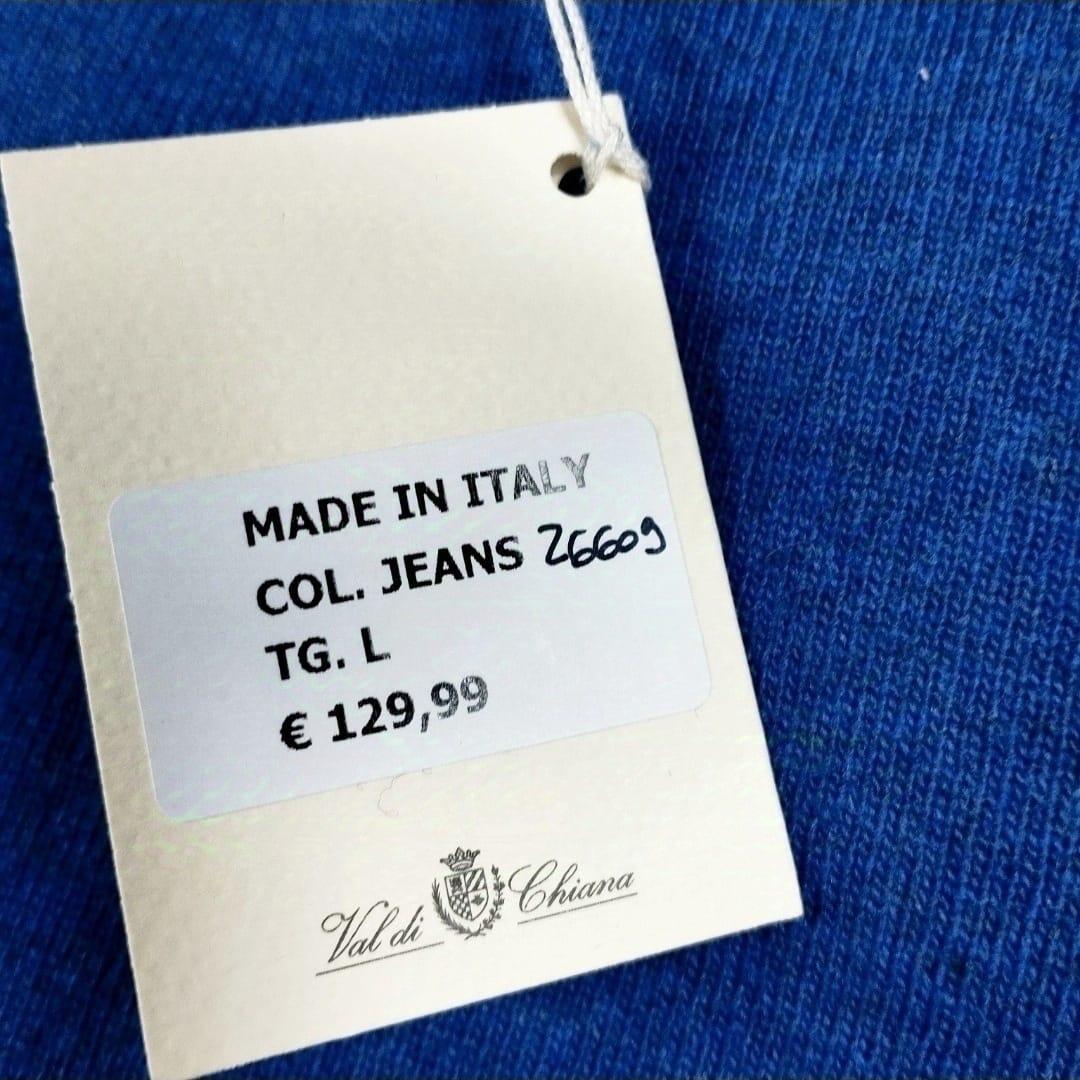 MADE IN ITALY
COL. JEANS 26609
TG. L
€ 129,99
Val di Chiana